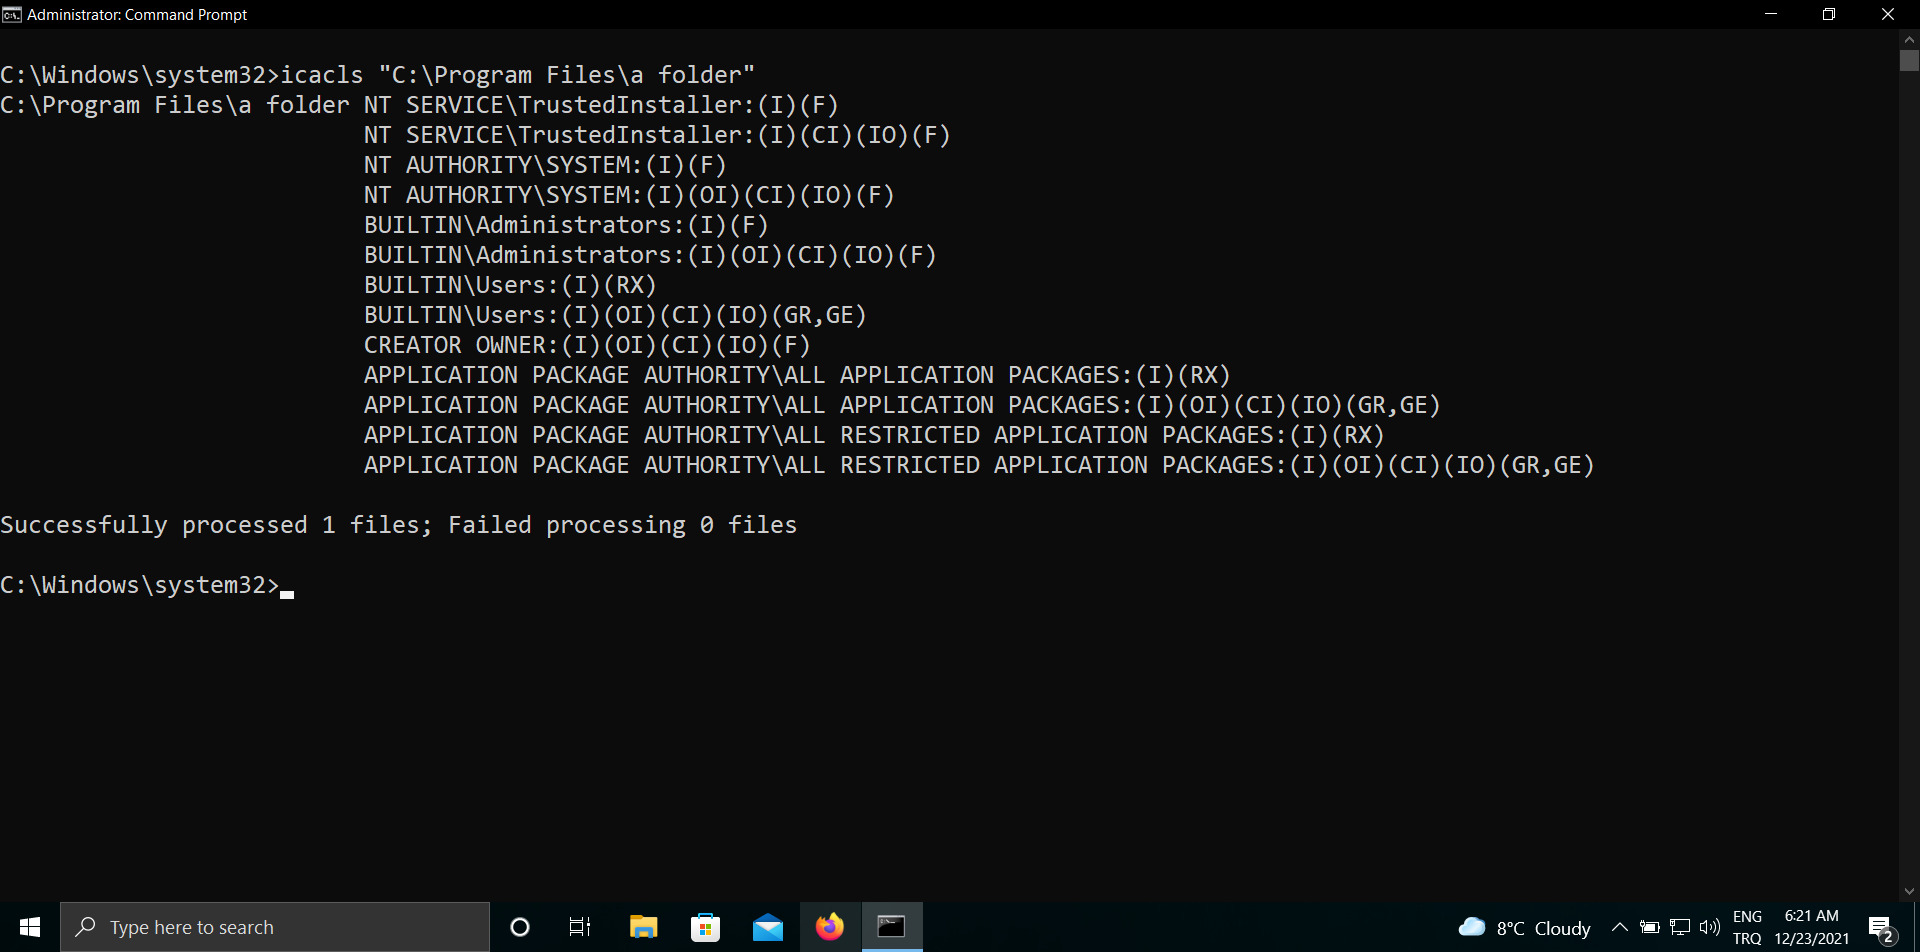 Administrator: Command Prompt
C:\Windows\system32>icacls "C:\Program Files\a folder"
C:\Program Files\a folder NT SERVICE\TrustedInstaller:(I)(F)
NT SERVICE\TrustedInstaller:(I)(CI)(IO)(F)
NT AUTHORITY\SYSTEM:(I)(F)
NT AUTHORITY\SYSTEM:(I)(OI)(CI)(IO)(F)
BUILTIN\Administrators:(I)(F)
BUILTIN\Administrators:(I)(OI)(CI)(IO)(F)
BUILTIN\Users:(I)(RX)
BUILTIN\Users:(I)(OI)(CI)(IO)(GR,GE)
CREATOR OWNER:(I)(OI)(CI)(IO)(F)
APPLICATION PACKAGE AUTHORITY\ALL APPLICATION PACKAGES:(I)(RX)
APPLICATION PACKAGE AUTHORITY\ALL APPLICATION PACKAGES:(I)(OI)(CI)(IO)(GR,GE)
APPLICATION PACKAGE AUTHORITY\ALL RESTRICTED APPLICATION PACKAGES:(I)(RX)
APPLICATION PACKAGE AUTHORITY\ALL RESTRICTED APPLICATION PACKAGES:(I)(OI)(CI)(IO)(GR,GE)
Successfully processed 1 files; Failed processing 0 files
C:\Windows\system32>
Type here to search
8°C Cloudy
ENG
TRQ
6:21 AM
12/23/2021
2